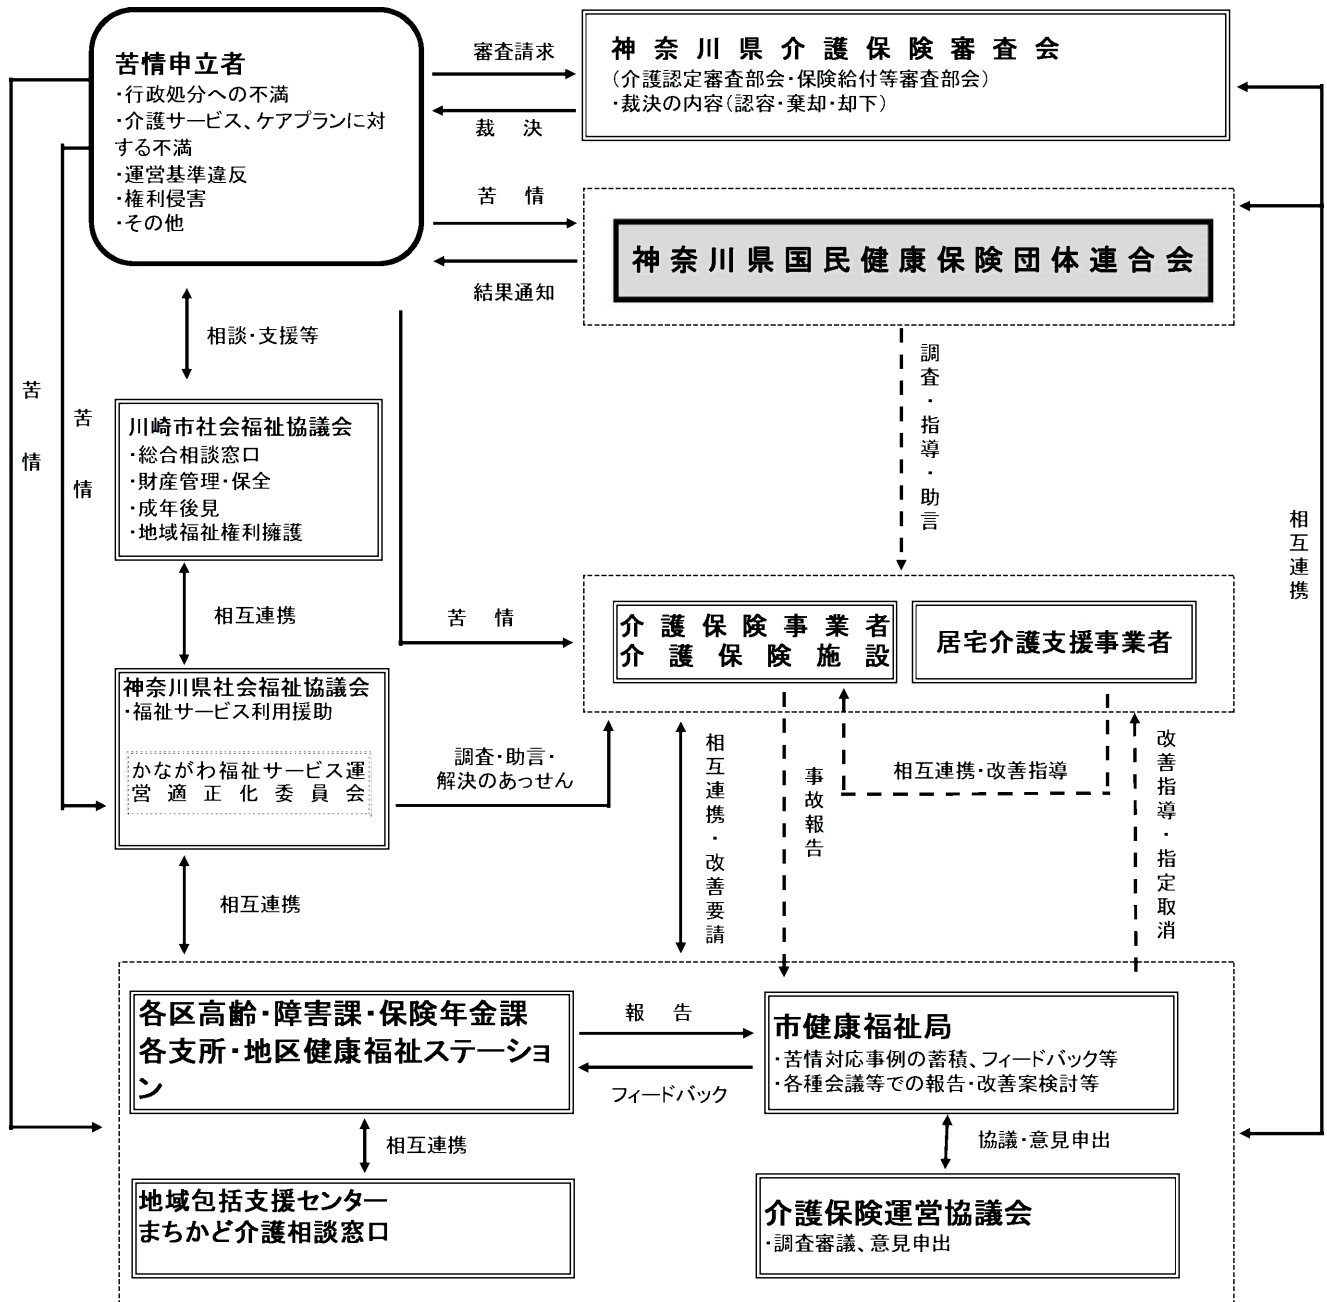 苦情申立者
・行政処分への不満
・介護サービス、ケアプランに対
する不満
・運営基準違反
・権利侵害
・その他
審査請求
裁　決
神奈川県介護保険審査会
（介護認定審査部会・保険給付等審査部会）
・裁決の内容（認容・棄却・却下）
苦　情
結果通知
神奈川県国民健康保険団体連合会
相談・支援等
調査・指導・助言
苦　情
苦　情
川崎市社会福祉協議会
・総合相談窓口
・財産管理・保全
・成年後見
・地域福祉権利擁護
相互連携
相互連携
苦　情
介護保険事業者
介護保険施設
居宅介護支援事業者
神奈川県社会福祉協議会
・福祉サービス利用援助
かながわ福祉サービス運
営適正化委員会
調査・助言・
解決のあっせん
相互連携・改善要請
事故報告
相互連携・改善指導
改善指導・指定取消
相互連携
各区高齢・障害課・保険年金課
各支所・地区健康福祉ステーショ
ン
報　告
フィードバック
市健康福祉局
・苦情対応事例の蓄積、フィードバック等
・各種会議等での報告・改善案検討等
相互連携
協議・意見申出
地域包括支援センター
まちかど介護相談窓口
介護保険運営協議会
・調査審議、意見申出